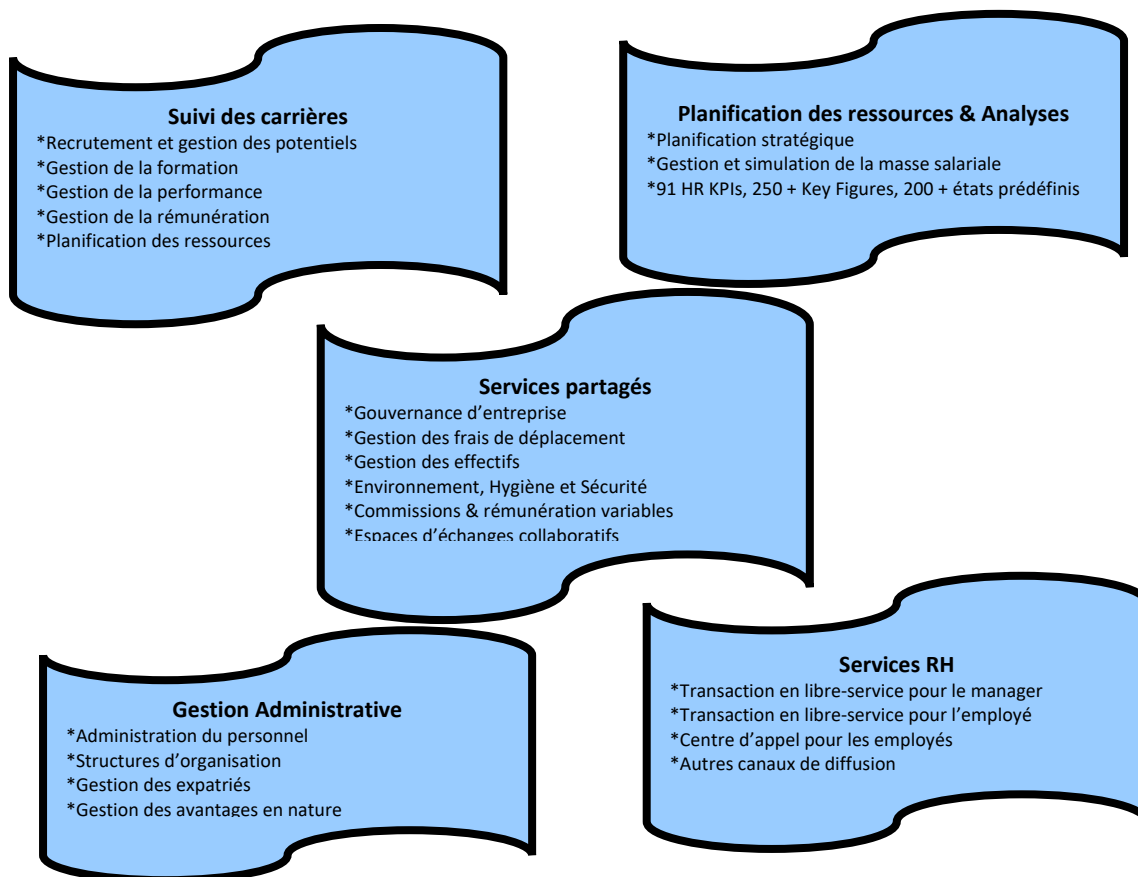 Suivi des carrières
*Recrutement et gestion des potentiels
*Gestion de la formation
*Gestion de la performance
*Gestion de la rémunération
*Planification des ressources
Planification des ressources & Analyses
*Planification stratégique
*Gestion et simulation de la masse salariale
*91 HR KPIs, 250 + Key Figures, 200 + états prédéfinis
Services partagés
*Gouvernance d’entreprise
*Gestion des frais de déplacement
*Gestion des effectifs
*Environnement, Hygiène et Sécurité
*Commissions & rémunération variables
*Espaces d’échanges collaboratifs
Gestion Administrative
*Administration du personnel
*Structures d’organisation
*Gestion des expatriés
*Gestion des avantages en nature
Services RH
*Transaction en libre-service pour le manager
*Transaction en libre-service pour l’employé
*Centre d’appel pour les employés
*Autres canaux de diffusion